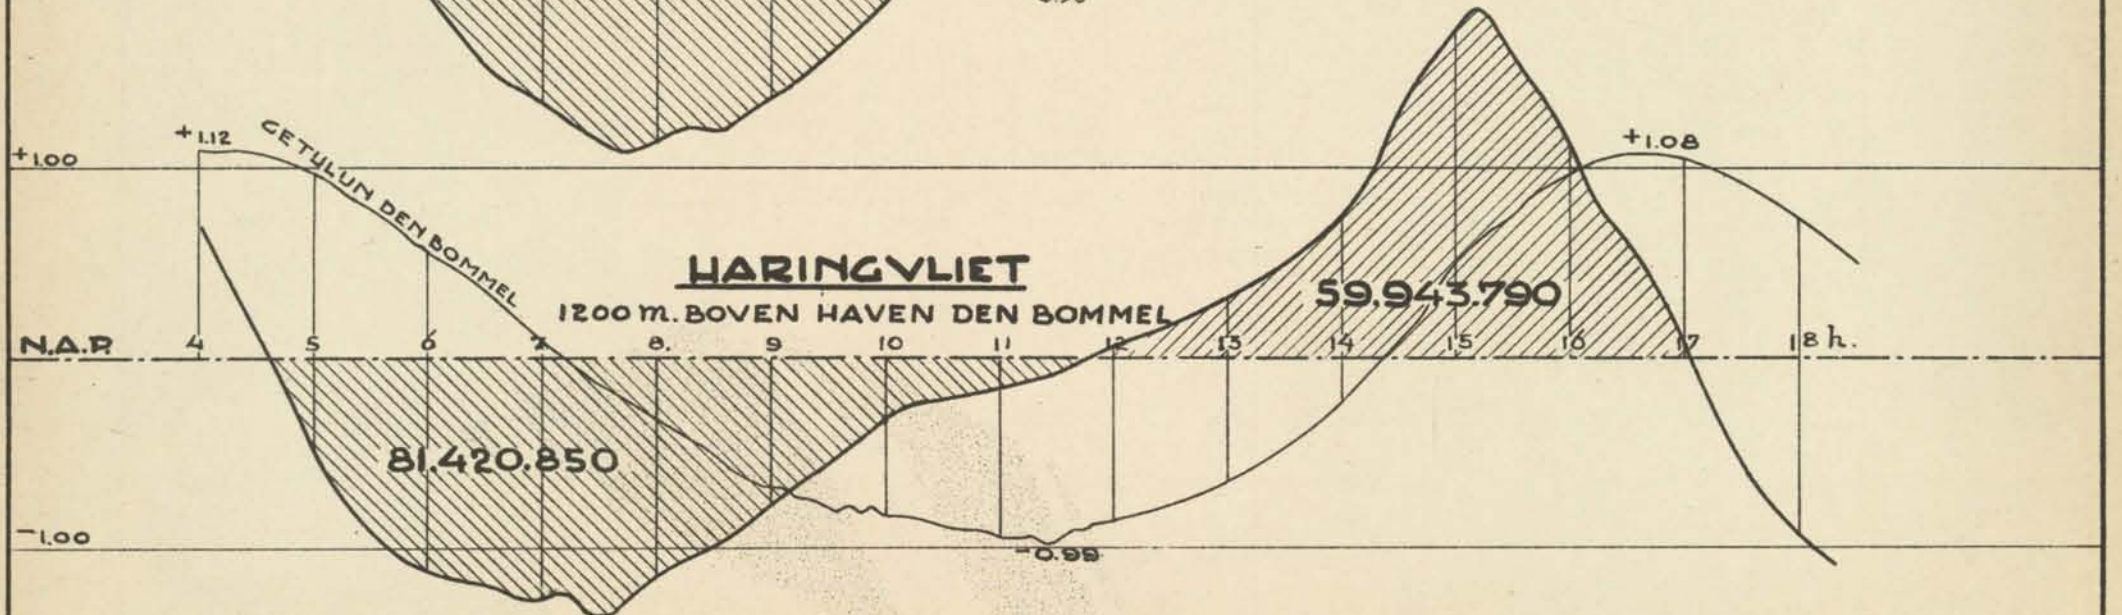 +1.12
GETIJLIJN DEN BOMMEL
+1.00
+1.08
HARINGVLIET
1200 m. BOVEN HAVEN DEN BOMMEL
59.943.790
N.A.P. 4 5 6 7 8 9 10 11 12 13 14 15 16 17 18 h.
81.420.850
-1.00
-0.99